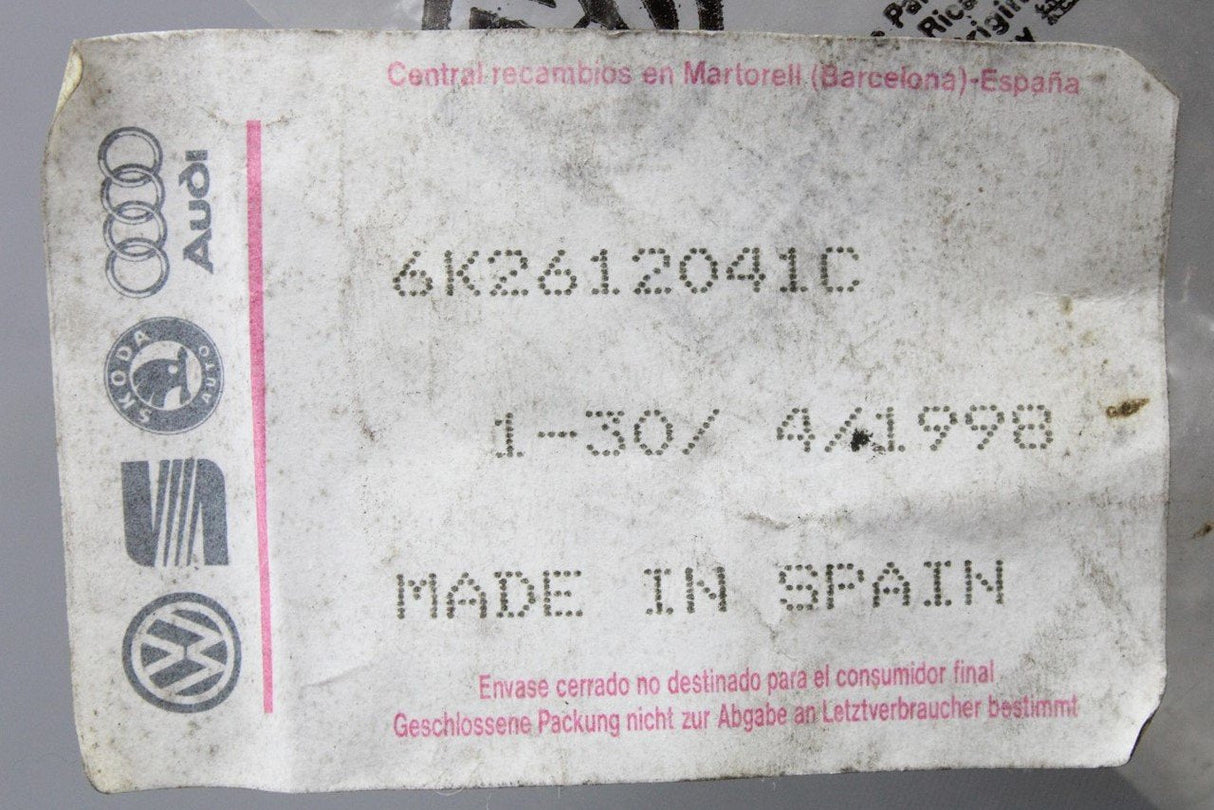 Central recambios en Martorell (Barcelona)-España
Audi
ŠKODA
AUTO
6K2612041C
1-30/ 4/1998
MADE IN SPAIN
Envase cerrado no destinado para el consumidor final
Geschlossene Packung nicht zur Abgabe an Letztverbraucher bestimmt